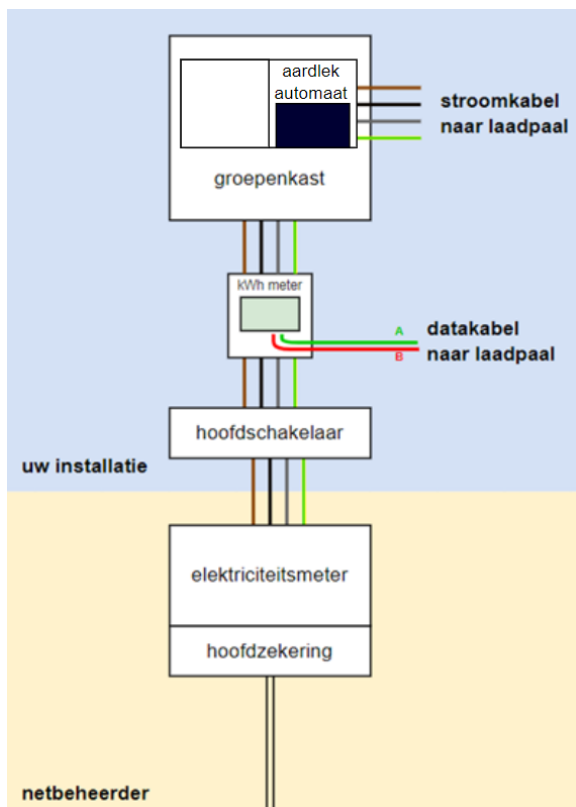 aardlek
automaat
stroomkabel
naar laadpaal
groepenkast
kWh meter
A
datakabel
B
naar laadpaal
hoofdschakelaar
uw installatie
elektriciteitsmeter
hoofdzekering
netbeheerder